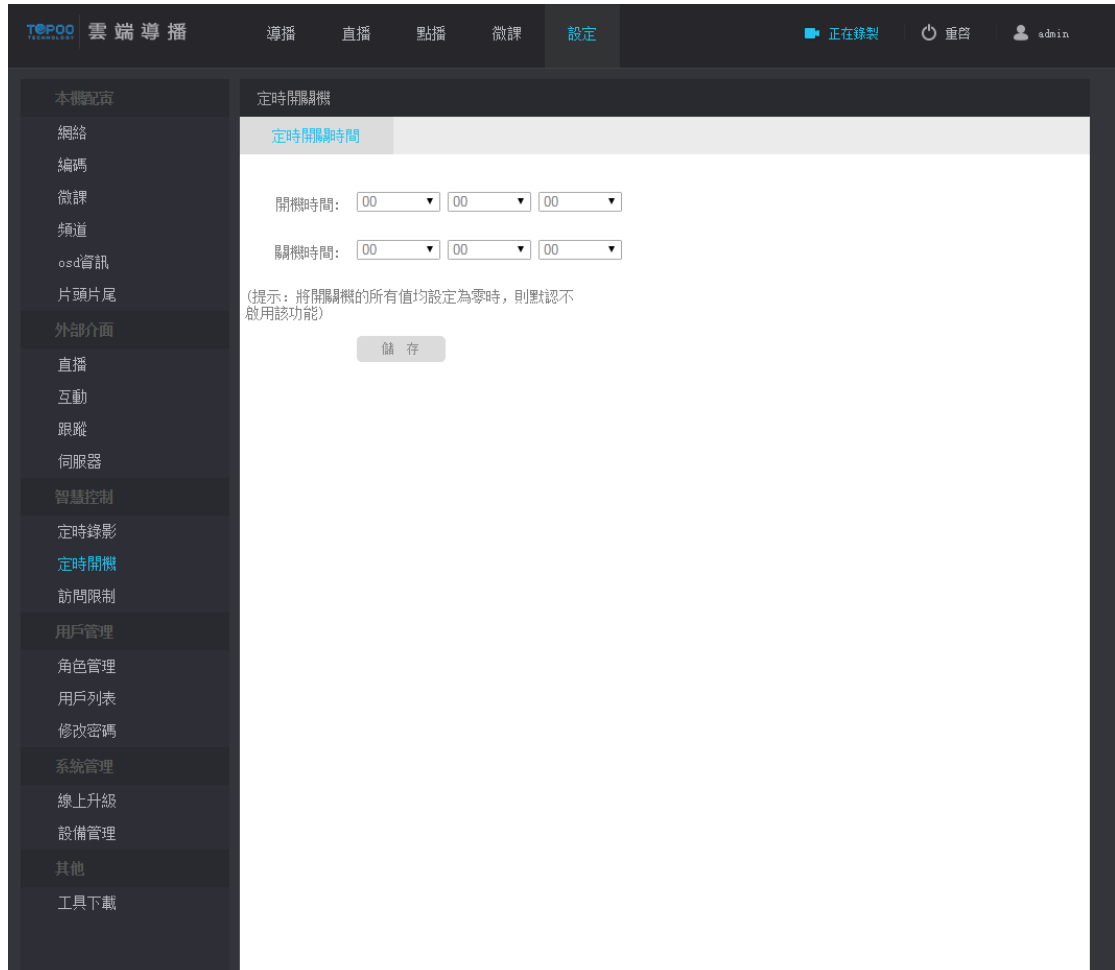 TOPOO TECHNOLOGY 雲端導播 導播 直播 點播 微課 設定 正在錄製 重啓 admin
本機配寘
網絡
編碼
微課
頻道
osd資訊
片頭片尾
外部介面
直播
互動
跟蹤
伺服器
智慧控制
定時錄影
定時開機
訪問限制
用戶管理
角色管理
用戶列表
修改密碼
系統管理
線上升級
設備管理
其他
工具下載
定時開關機
定時開關時間
開機時間: 00 00 00
關機時間: 00 00 00
(提示: 將開關機的所有值均設定為零時, 則默認不
啟用該功能)
儲 存